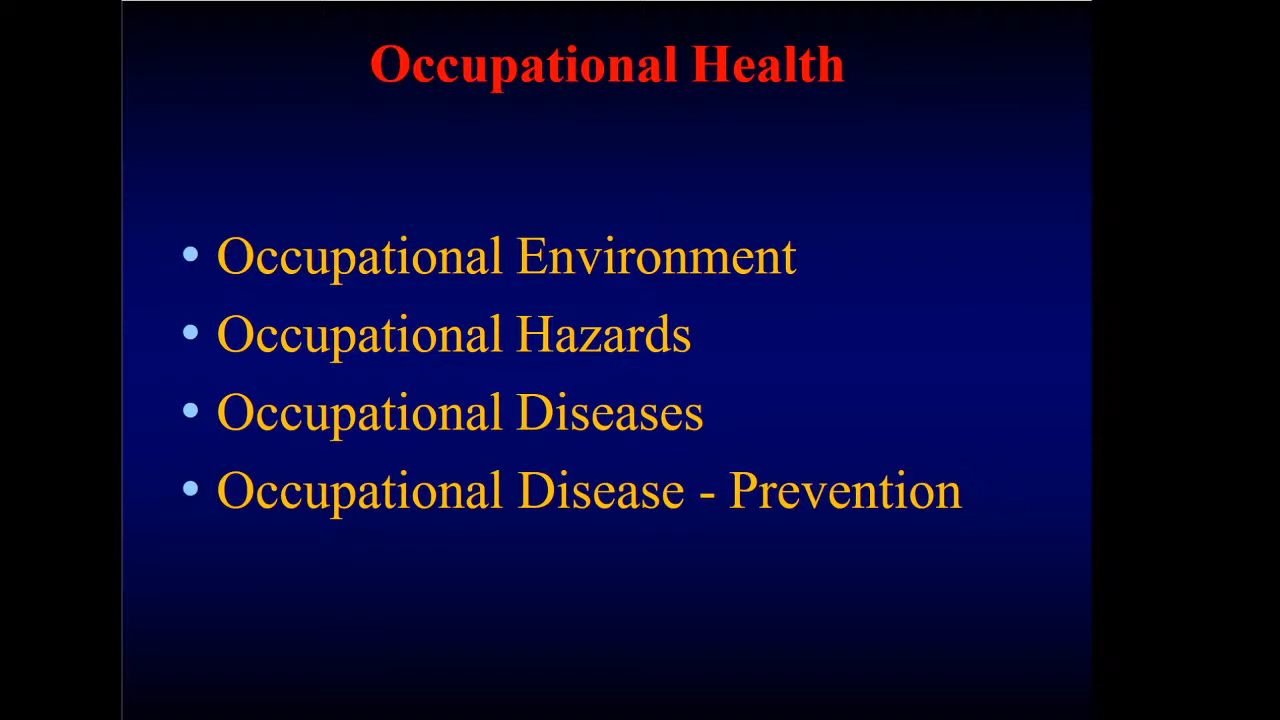 Occupational Health
• Occupational Environment
• Occupational Hazards
• Occupational Diseases
• Occupational Disease - Prevention